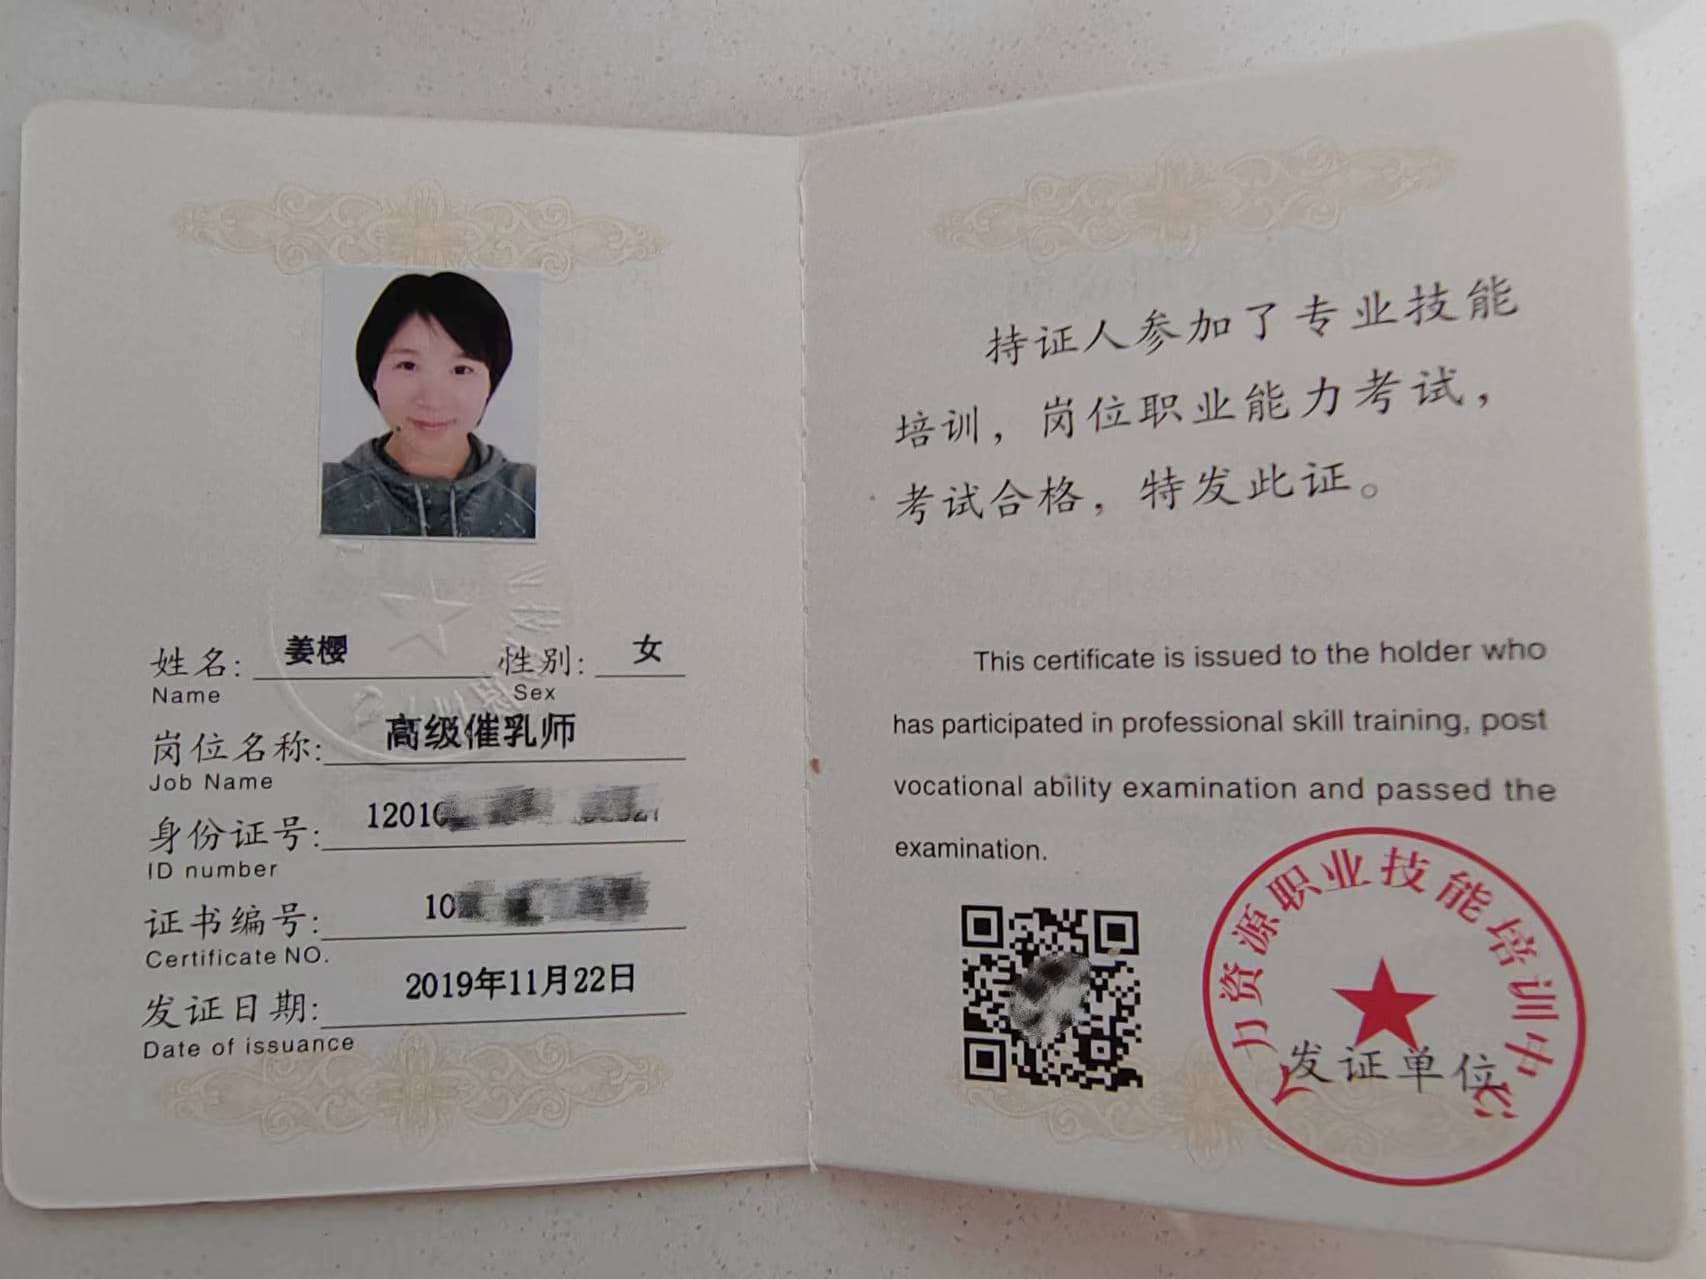 姓名: 姜樱 性别: 女
Name Sex
岗位名称: 高级催乳师
Job Name
身份证号: 12010
ID number
证书编号: 10
Certificate NO.
发证日期: 2019年11月22日
Date of issuance
持证人参加了专业技能
培训，岗位职业能力考试，
考试合格，特发此证。
This certificate is issued to the holder who
has participated in professional skill training, post
vocational ability examination and passed the
examination.
人力资源职业技能培训中心
发证单位